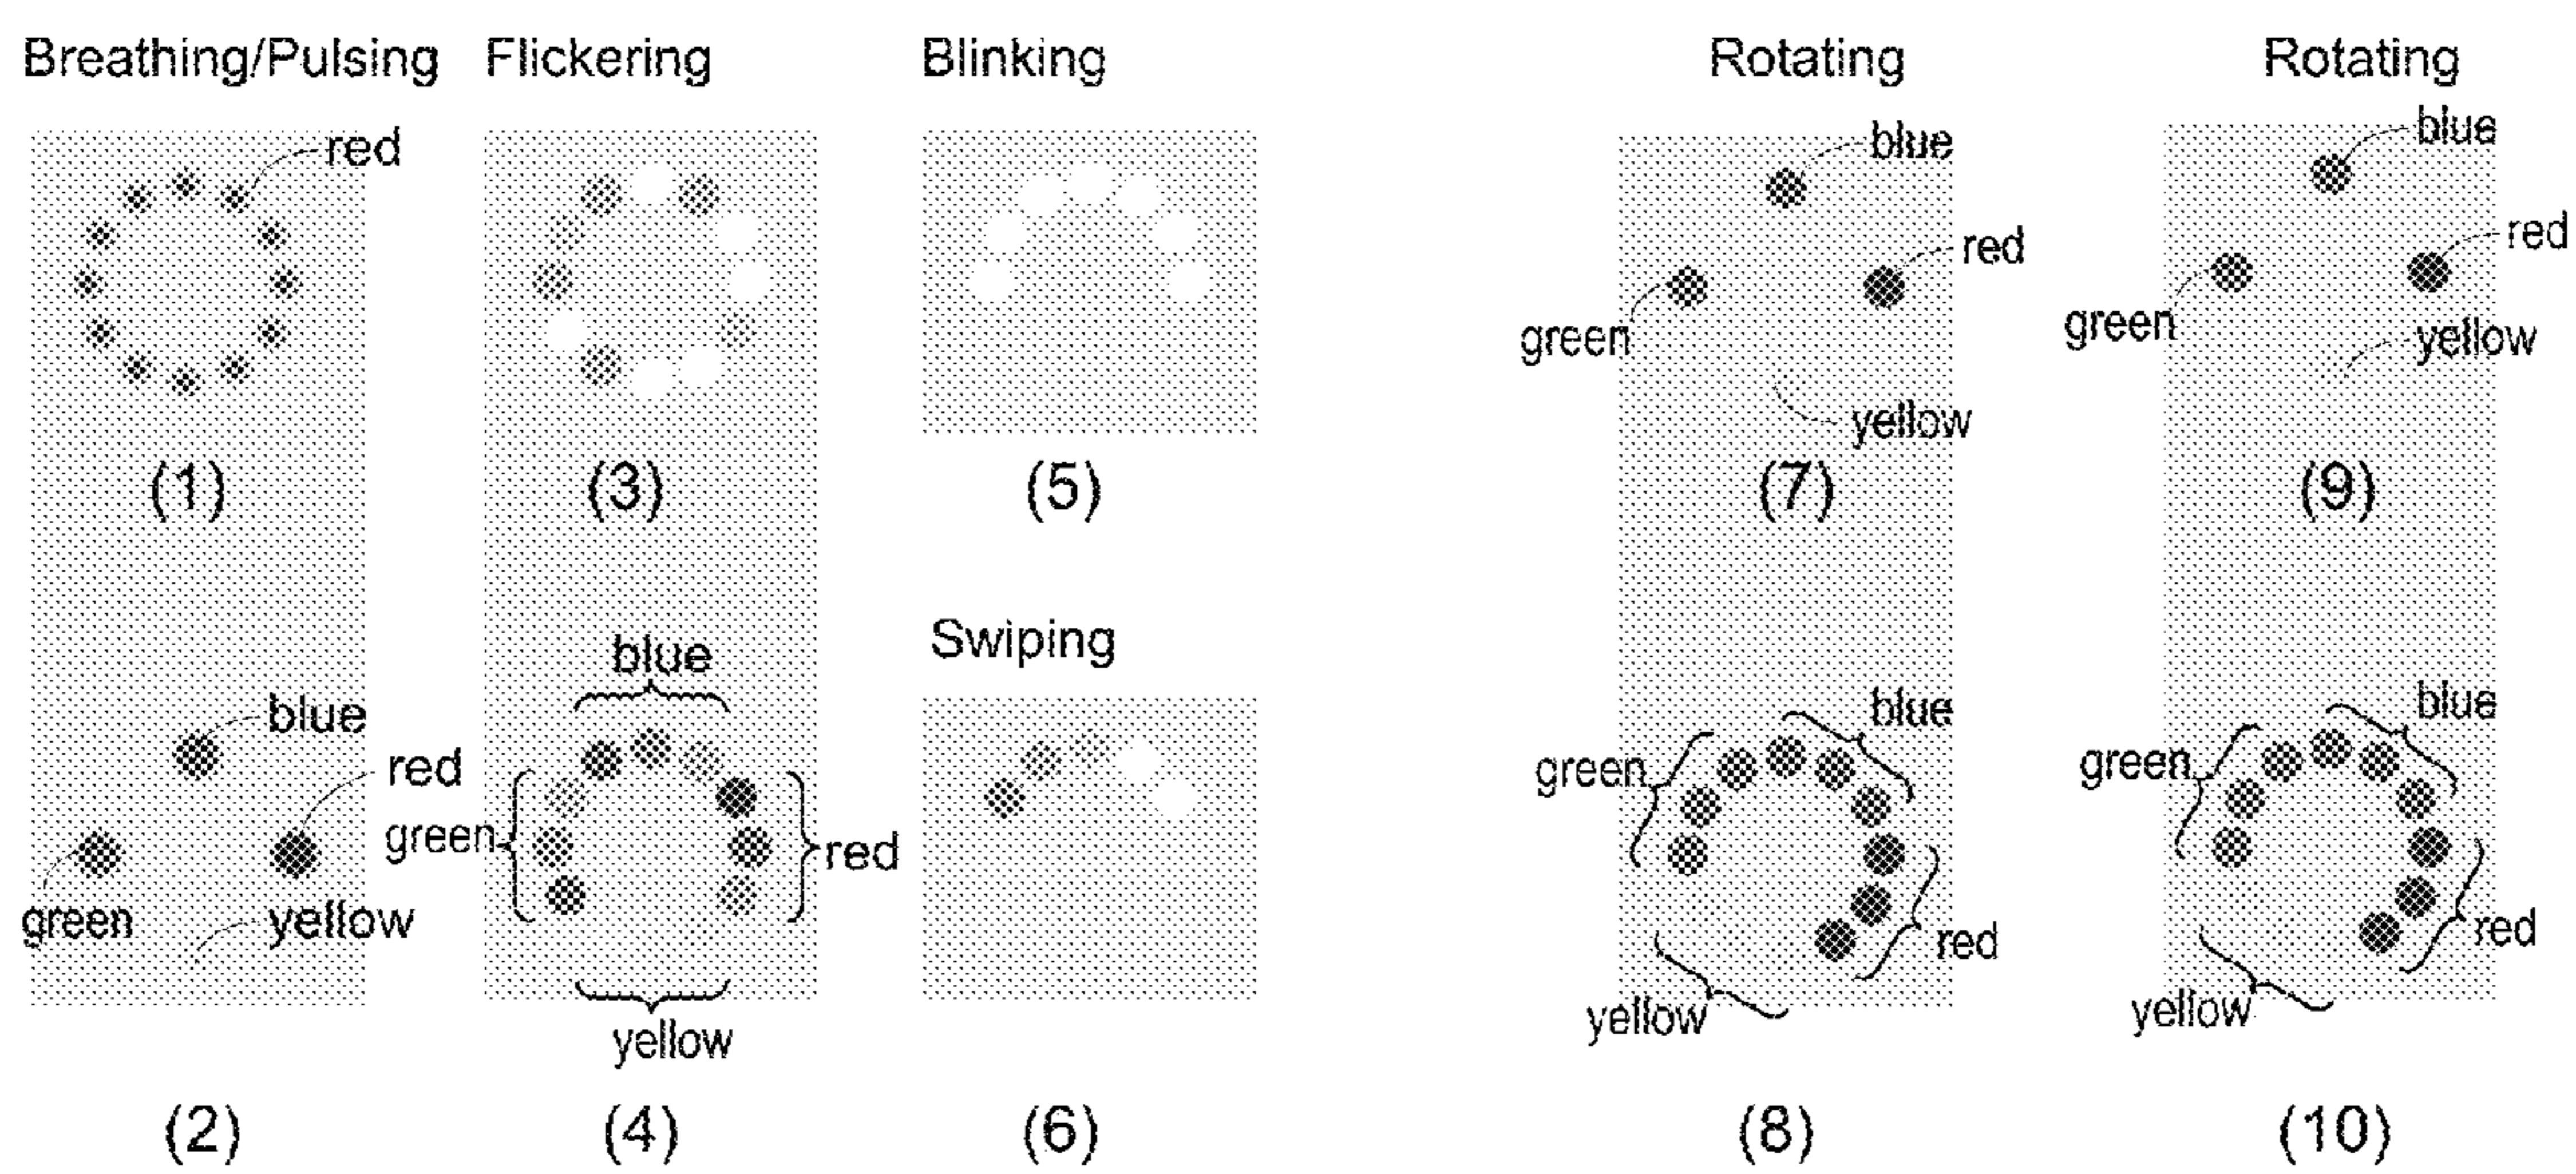 Breathing/Pulsing
Flickering
Blinking
Rotating
Rotating
red
blue
red
green
yellow
blue
red
green
yellow
(1)
(3)
(5)
(7)
(9)
Swiping
blue
red
green
yellow
blue
green
red
yellow
blue
green
red
yellow
blue
green
red
yellow
(2)
(4)
(6)
(8)
(10)